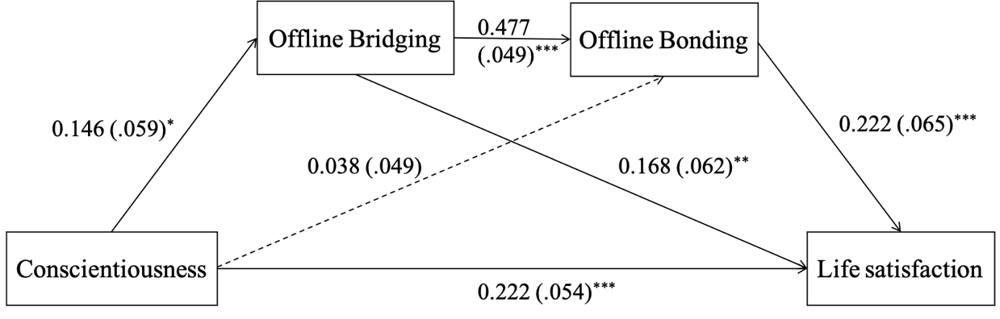 Offline Bridging
0.477
(.049)***
Offline Bonding
0.146 (.059)*
0.222 (.065)***
0.038 (.049)
0.168 (.062)**
Conscientiousness
Life satisfaction
0.222 (.054)***